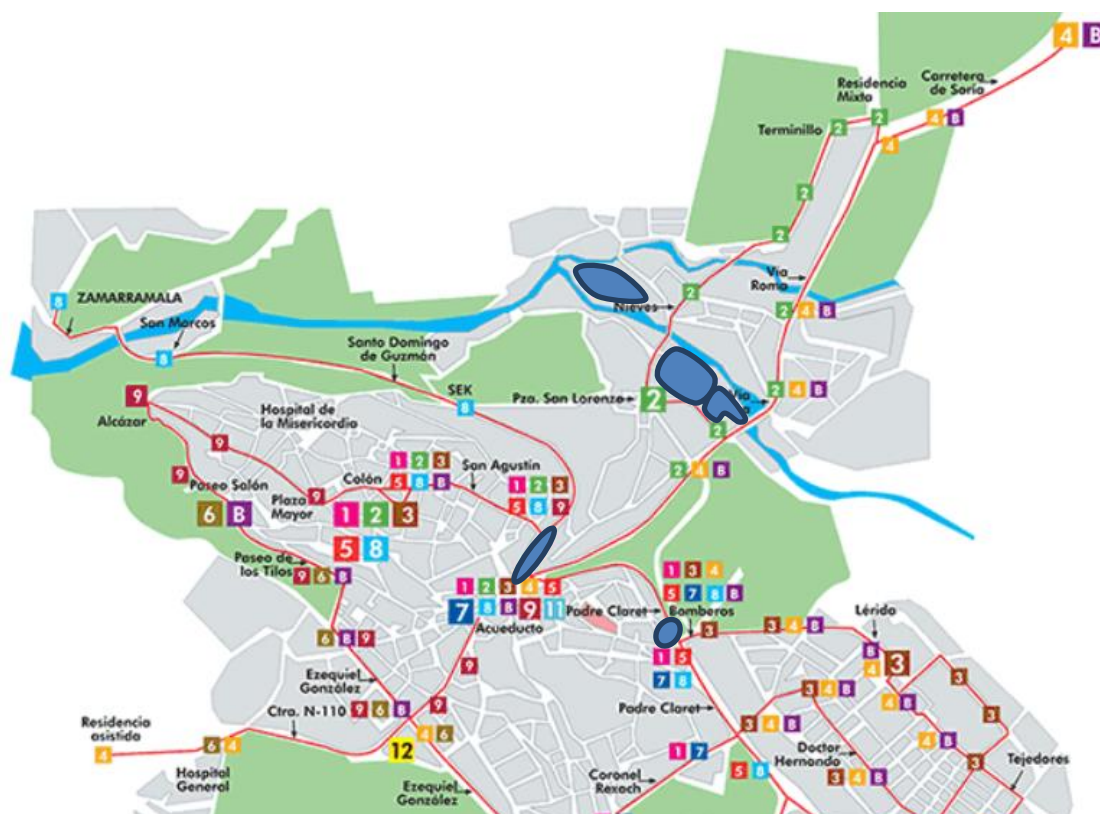 4 B
Carretera
de Soria
Residencia
Mixta
2
4 B
Terminillo
2
4
2
2
Vía
Roma
ZAMARRAMALA
8
San Marcos
8
Nieves
2
2 4 B
Santo Domingo
de Guzmán
SEK
8
Pza. San Lorenzo
2
Vía
2 4 B
2
9
Alcázar
Hospital de
la Misericordia
9
9
Paseo Salón
6 B
Plaza
Mayor
9
Colón
1 2 3
5 8 B
San Agustín
1 2 3
5 8 9
2 4 B
1 2 3
5 8
Paseo de
los Tilos
9 6 B
1 2 3 4 5
7 8 B 9 11
Acueducto
Padre Claret
1 3 4
5 7 8 B
Bomberos
3
3 4 B
Lérida
B
4
3
1 5
7 8
6 B 9
9
Ezequiel
González
9 6 B
9
Ctra. N-110
4 6
12
Residencia
asistida
4
6 4
Hospital
General
Ezequiel
González
Padre Claret
3 4 B
3 4 B
1 7
5 8
Coronel
Rexach
Doctor
Hernando
3 4 B
4 B
4 B
3
3
3
Tejedores